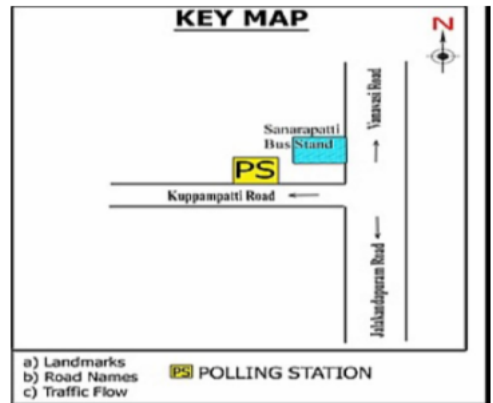 KEY MAP
N
Vanavasi Road
Sanarapatti
Bus Stand
PS
Kuppampatti Road
Jalakandapuram Road
a) Landmarks
b) Road Names
c) Traffic Flow
PS POLLING STATION